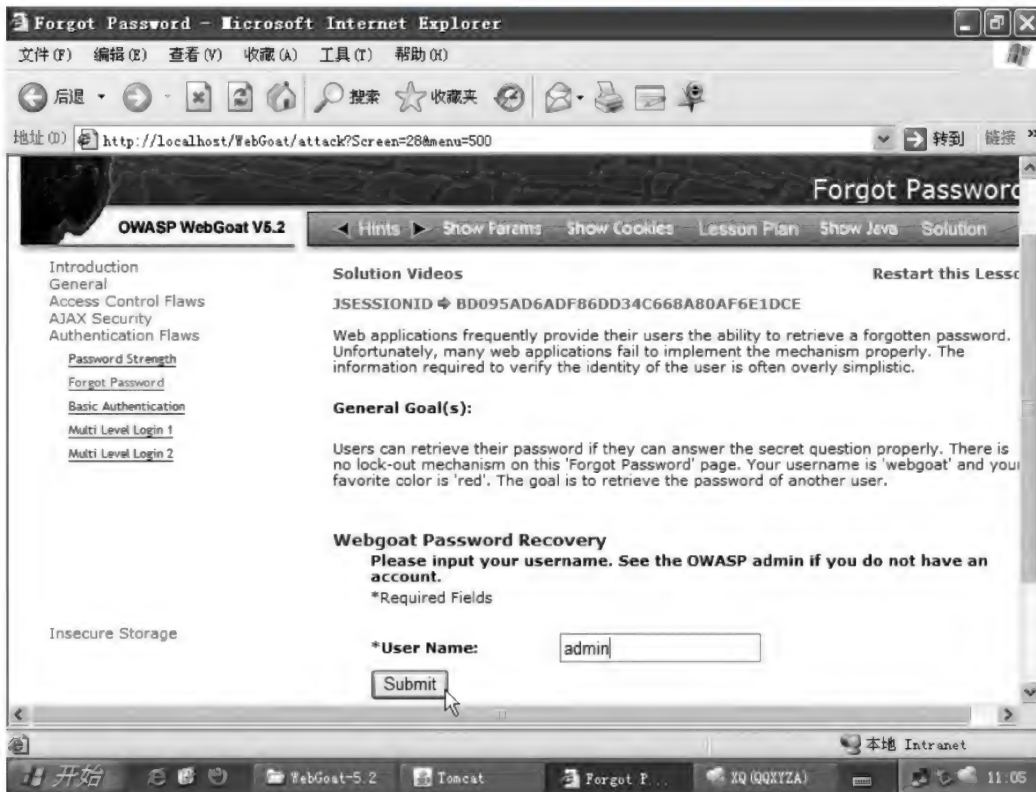 Forgot Password - Microsoft Internet Explorer
文件(F) 编辑(E) 查看(V) 收藏(A) 工具(T) 帮助(H)
后退 搜索 收藏夹
地址(D) http://localhost/WebGoat/attack?Screen=28&menu=500 转到 链接 »
Forgot Password
OWASP WebGoat V5.2 Hints Show Params Show Cookies Lesson Plan Show Java Solution
Introduction
General
Access Control Flaws
AJAX Security
Authentication Flaws
Password Strength
Forgot Password
Basic Authentication
Multi Level Login 1
Multi Level Login 2
Insecure Storage
Solution Videos Restart this Lesso
JSESSIONID BD095AD6ADF86DD34C668A80AF6E1DCE
Web applications frequently provide their users the ability to retrieve a forgotten password.
Unfortunately, many web applications fail to implement the mechanism properly. The
information required to verify the identity of the user is often overly simplistic.
General Goal(s):
Users can retrieve their password if they can answer the secret question properly. There is
no lock-out mechanism on this 'Forgot Password' page. Your username is 'webgoat' and your
favorite color is 'red'. The goal is to retrieve the password of another user.
Webgoat Password Recovery
Please input your username. See the OWASP admin if you do not have an
account.
*Required Fields
*User Name: admin
Submit
本地 Intranet
开始 WebGoat-5.2 Tomcat Forgot P... XQ(QQXYZA) 11:05